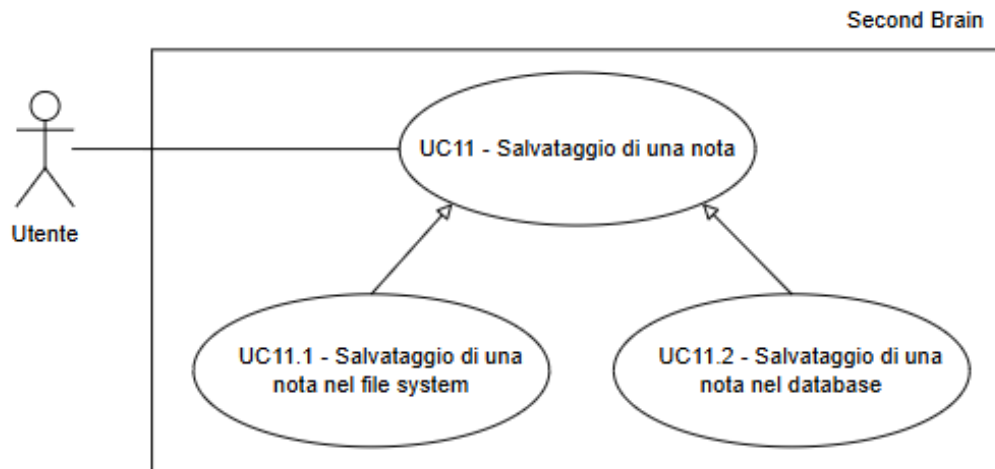 Second Brain
UC11 - Salvataggio di una nota
Utente
UC11.1 - Salvataggio di una
nota nel file system
UC11.2 - Salvataggio di una
nota nel database